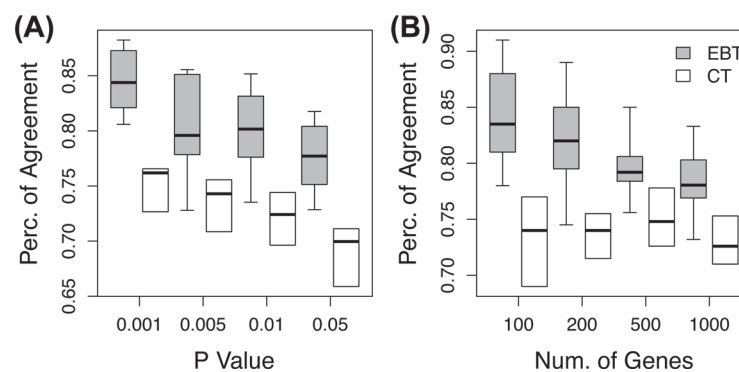 (A)
Perc. of Agreement
0.85
0.80
0.75
0.70
0.65
0.001 0.005 0.01 0.05
P Value
(B)
Perc. of Agreement
0.90
0.85
0.80
0.75
0.70
EBT
CT
100 200 500 1000
Num. of Genes